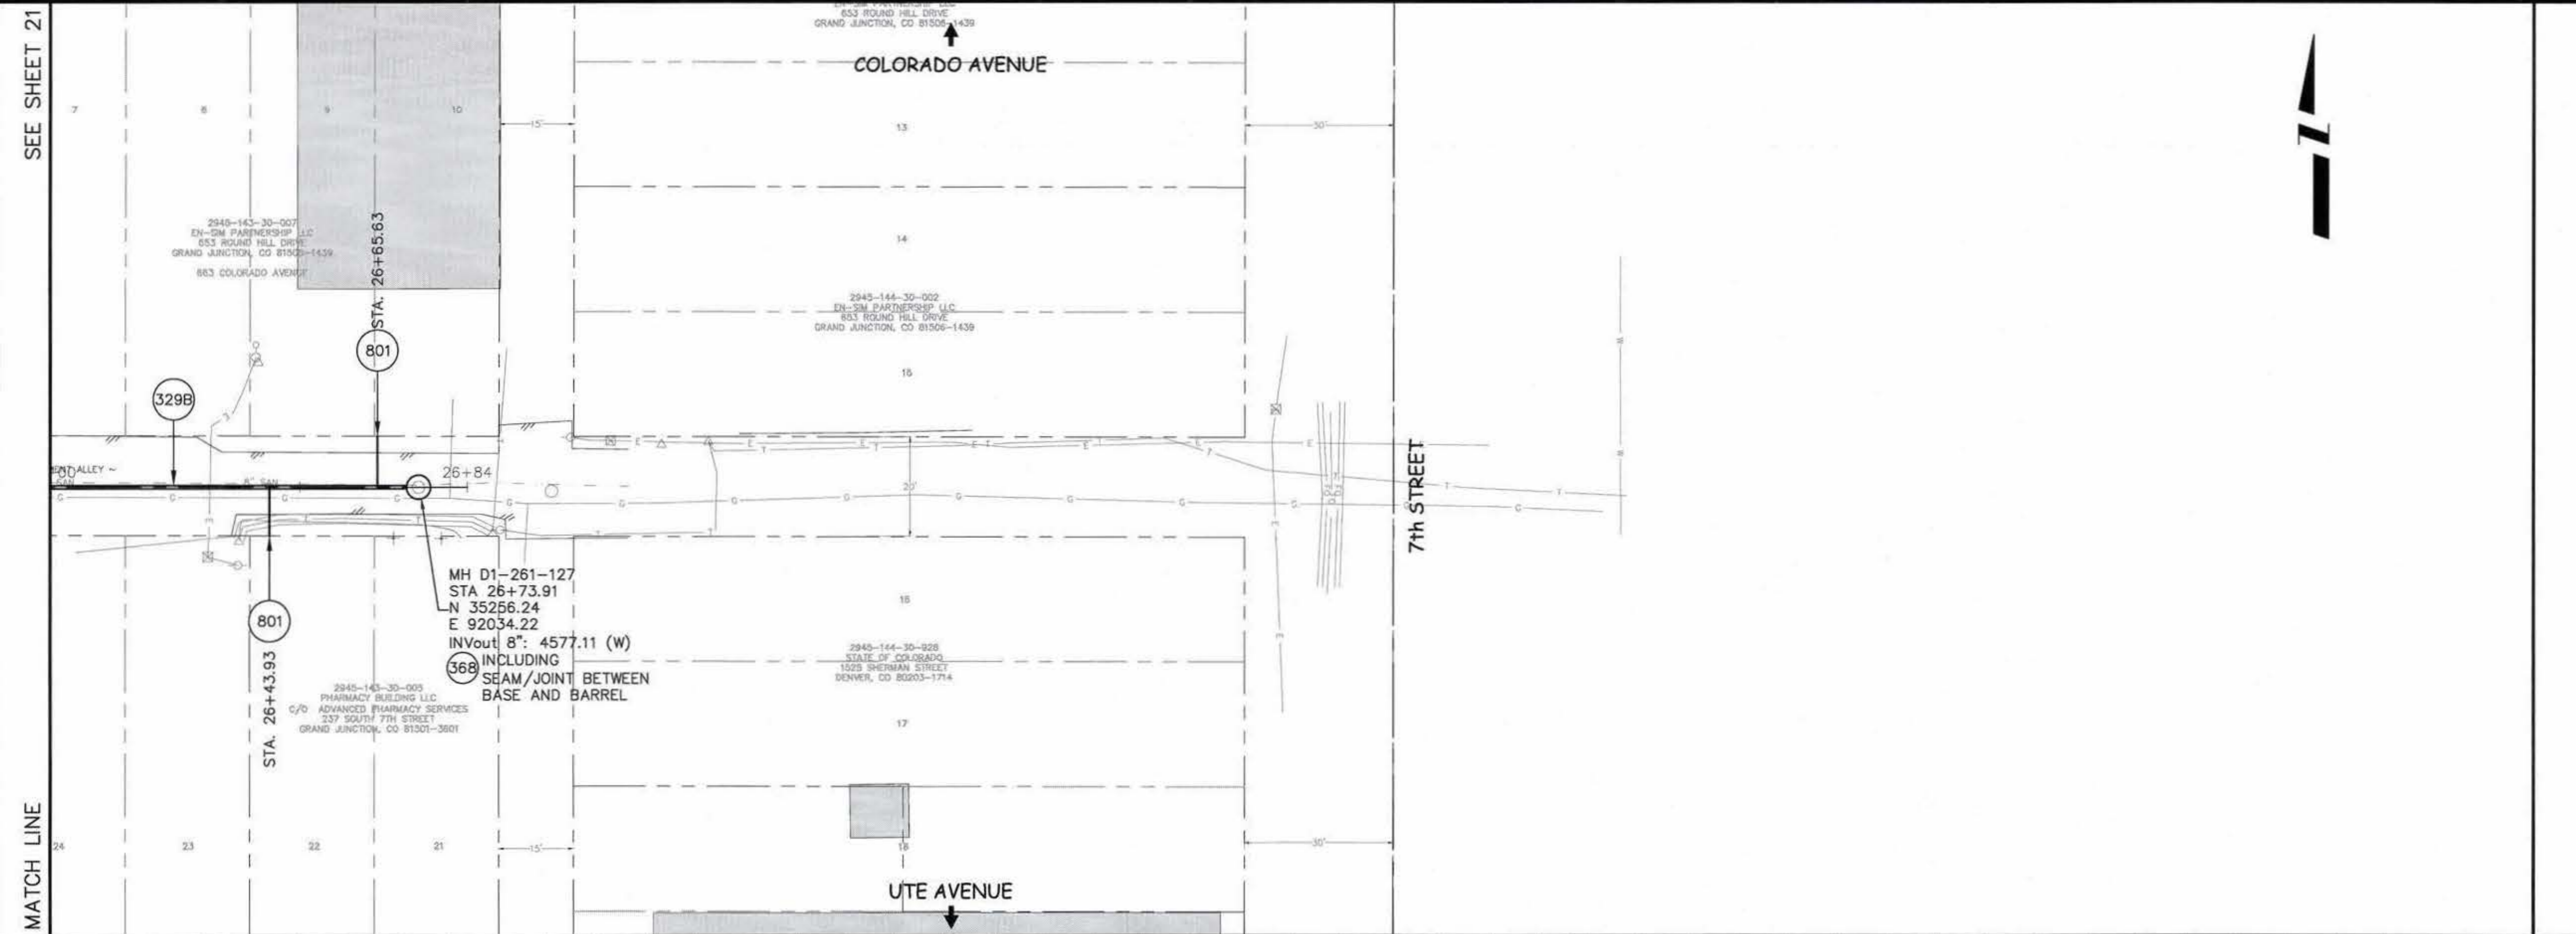 SEE SHEET 21
MATCH LINE
653 ROUND HILL DRIVE
GRAND JUNCTION, CO 81506-1439
COLORADO AVENUE
7
8
9
10
15'
13
30'
14
2945-143-30-007
EN-SIM PARTNERSHIP LLC
653 ROUND HILL DRIVE
GRAND JUNCTION, CO 81506-1439
663 COLORADO AVENUE
STA. 26+65.63
801
329B
2945-144-30-002
EN-SIM PARTNERSHIP LLC
653 ROUND HILL DRIVE
GRAND JUNCTION, CO 81506-1439
15
ALLEY ~
8" SAN
26+84
20'
7th STREET
MH D1-261-127
STA 26+73.91
N 35256.24
E 92034.22
INVout 8": 4577.11 (W)
368 INCLUDING
SEAM/JOINT BETWEEN
BASE AND BARREL
801
STA. 26+43.93
2945-143-30-005
PHARMACY BUILDING LLC
C/O ADVANCED PHARMACY SERVICES
237 SOUTH 7TH STREET
GRAND JUNCTION, CO 81501-3601
2945-144-30-928
STATE OF COLORADO
1525 SHERMAN STREET
DENVER, CO 80203-1714
17
24
23
22
21
15'
18
30'
UTE AVENUE